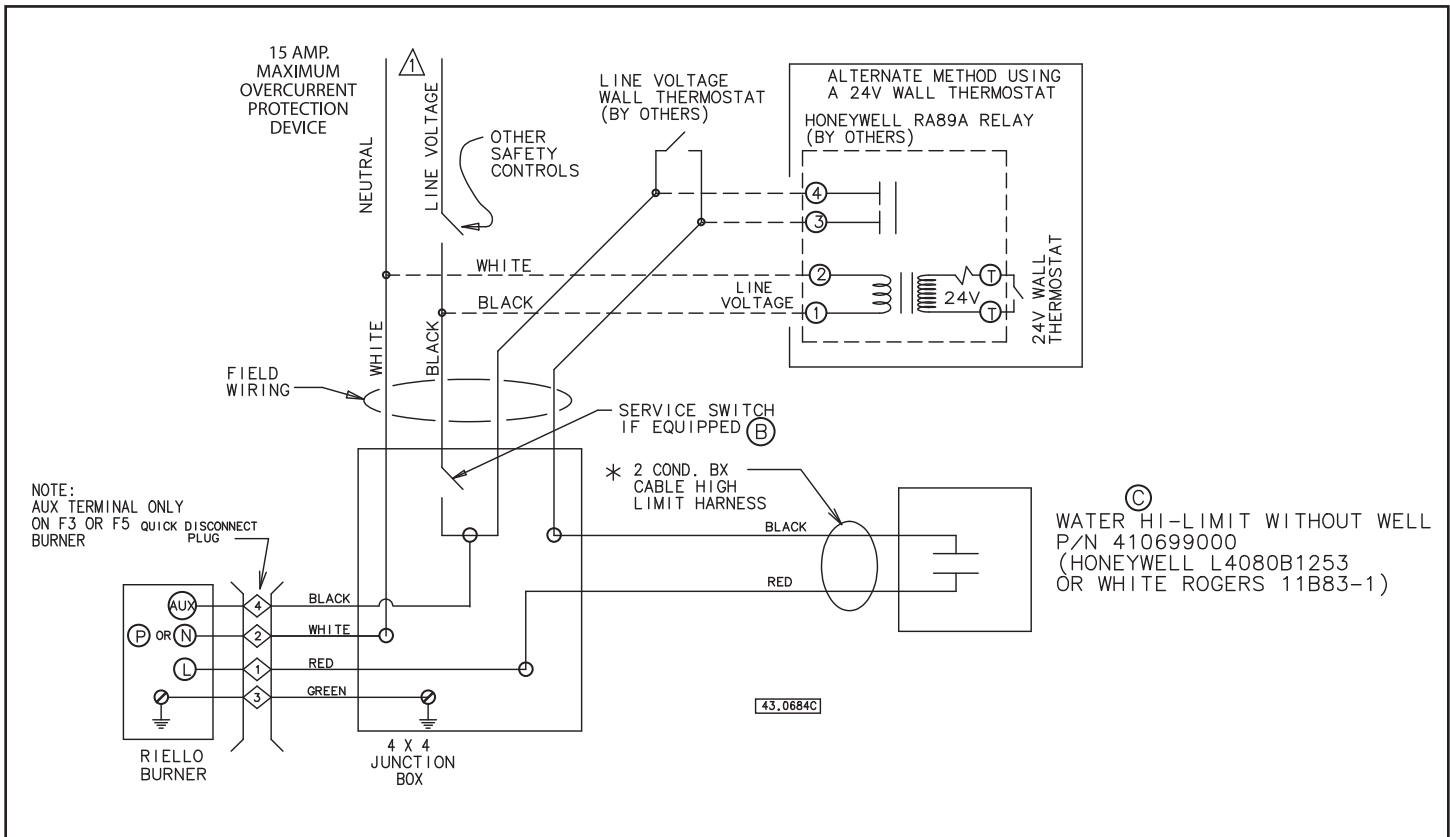 15 AMP.
MAXIMUM
OVERCURRENT
PROTECTION
DEVICE
1
NEUTRAL
LINE VOLTAGE
OTHER
SAFETY
CONTROLS
LINE VOLTAGE
WALL THERMOSTAT
(BY OTHERS)
ALTERNATE METHOD USING
A 24V WALL THERMOSTAT
HONEYWELL RA89A RELAY
(BY OTHERS)
4
3
2
1
LINE
VOLTAGE
24V
T
T
24V WALL
THERMOSTAT
WHITE
BLACK
WHITE
BLACK
FIELD
WIRING
SERVICE SWITCH
IF EQUIPPED B
* 2 COND. BX
CABLE HIGH
LIMIT HARNESS
BLACK
RED
C
WATER HI-LIMIT WITHOUT WELL
P/N 410699000
(HONEYWELL L4080B1253
OR WHITE ROGERS 11B83-1)
NOTE:
AUX TERMINAL ONLY
ON F3 OR F5
BURNER
QUICK DISCONNECT
PLUG
AUX 4 BLACK
P OR N 2 WHITE
L 1 RED
3 GREEN
RIELLO
BURNER
4 X 4
JUNCTION
BOX
43.0684C